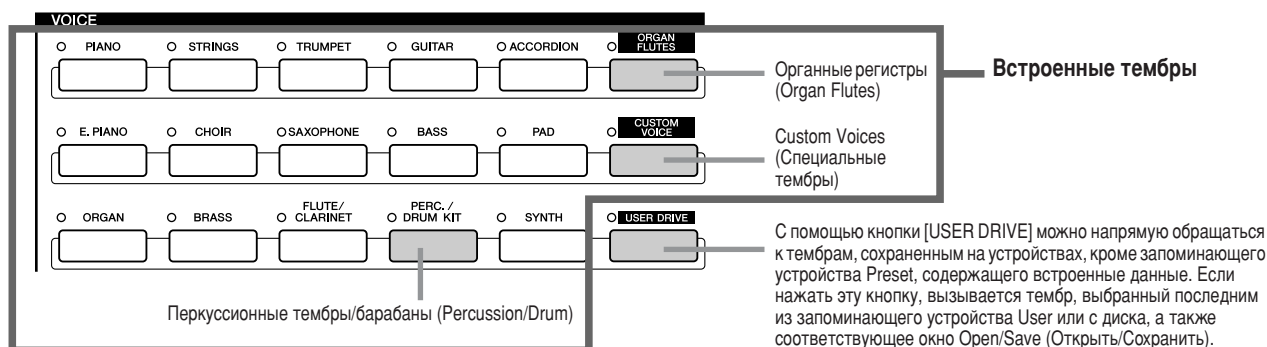 VOICE
PIANO STRINGS TRUMPET GUITAR ACCORDION ORGAN FLUTES
Органные регистры
(Organ Flutes)
Встроенные тембры
E. PIANO CHOIR SAXOPHONE BASS PAD CUSTOM VOICE
Custom Voices
(Специальные
тембры)
ORGAN BRASS FLUTE/ CLARINET PERC. / DRUM KIT SYNTH USER DRIVE
Перкуссионные тембры/барабаны (Percussion/Drum)
С помощью кнопки [USER DRIVE] можно напрямую обращаться
к тембрам, сохраненным на устройствах, кроме запоминающего
устройства Preset, содержащего встроенные данные. Если
нажать эту кнопку, вызывается тембр, выбранный последним
из запоминающего устройства User или с диска, а также
соответствующее окно Open/Save (Открыть/Сохранить).